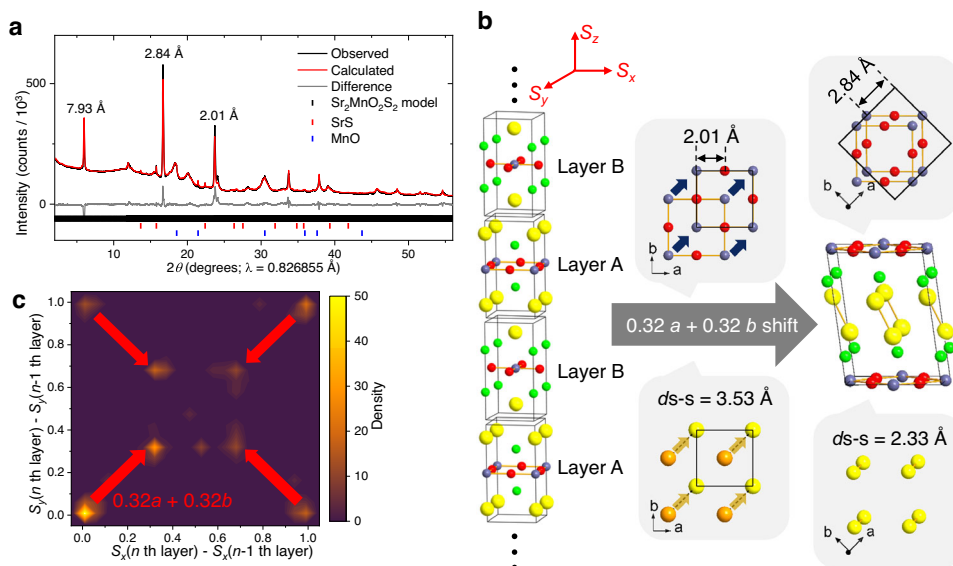 a
7.93 Å
2.84 Å
2.01 Å
Observed
Calculated
Difference
Sr2MnO2S2 model
SrS
MnO
Intensity (counts / 10³)
500
0
10
20
30
40
50
2θ (degrees; λ = 0.826855 Å)
b
Sz
Sx
Sy
Layer B
Layer A
Layer B
Layer A
2.01 Å
b
a
2.84 Å
b
a
0.32 a + 0.32 b shift
ds-s = 3.53 Å
b
a
ds-s = 2.33 Å
b
a
c
Sy(n th layer) - Sy(n-1 th layer)
1.0
0.8
0.6
0.4
0.2
0.0
0.32a + 0.32b
0.0
0.2
0.4
0.6
0.8
1.0
Sx(n th layer) - Sx(n-1 th layer)
50
40
30
20
10
0
Density